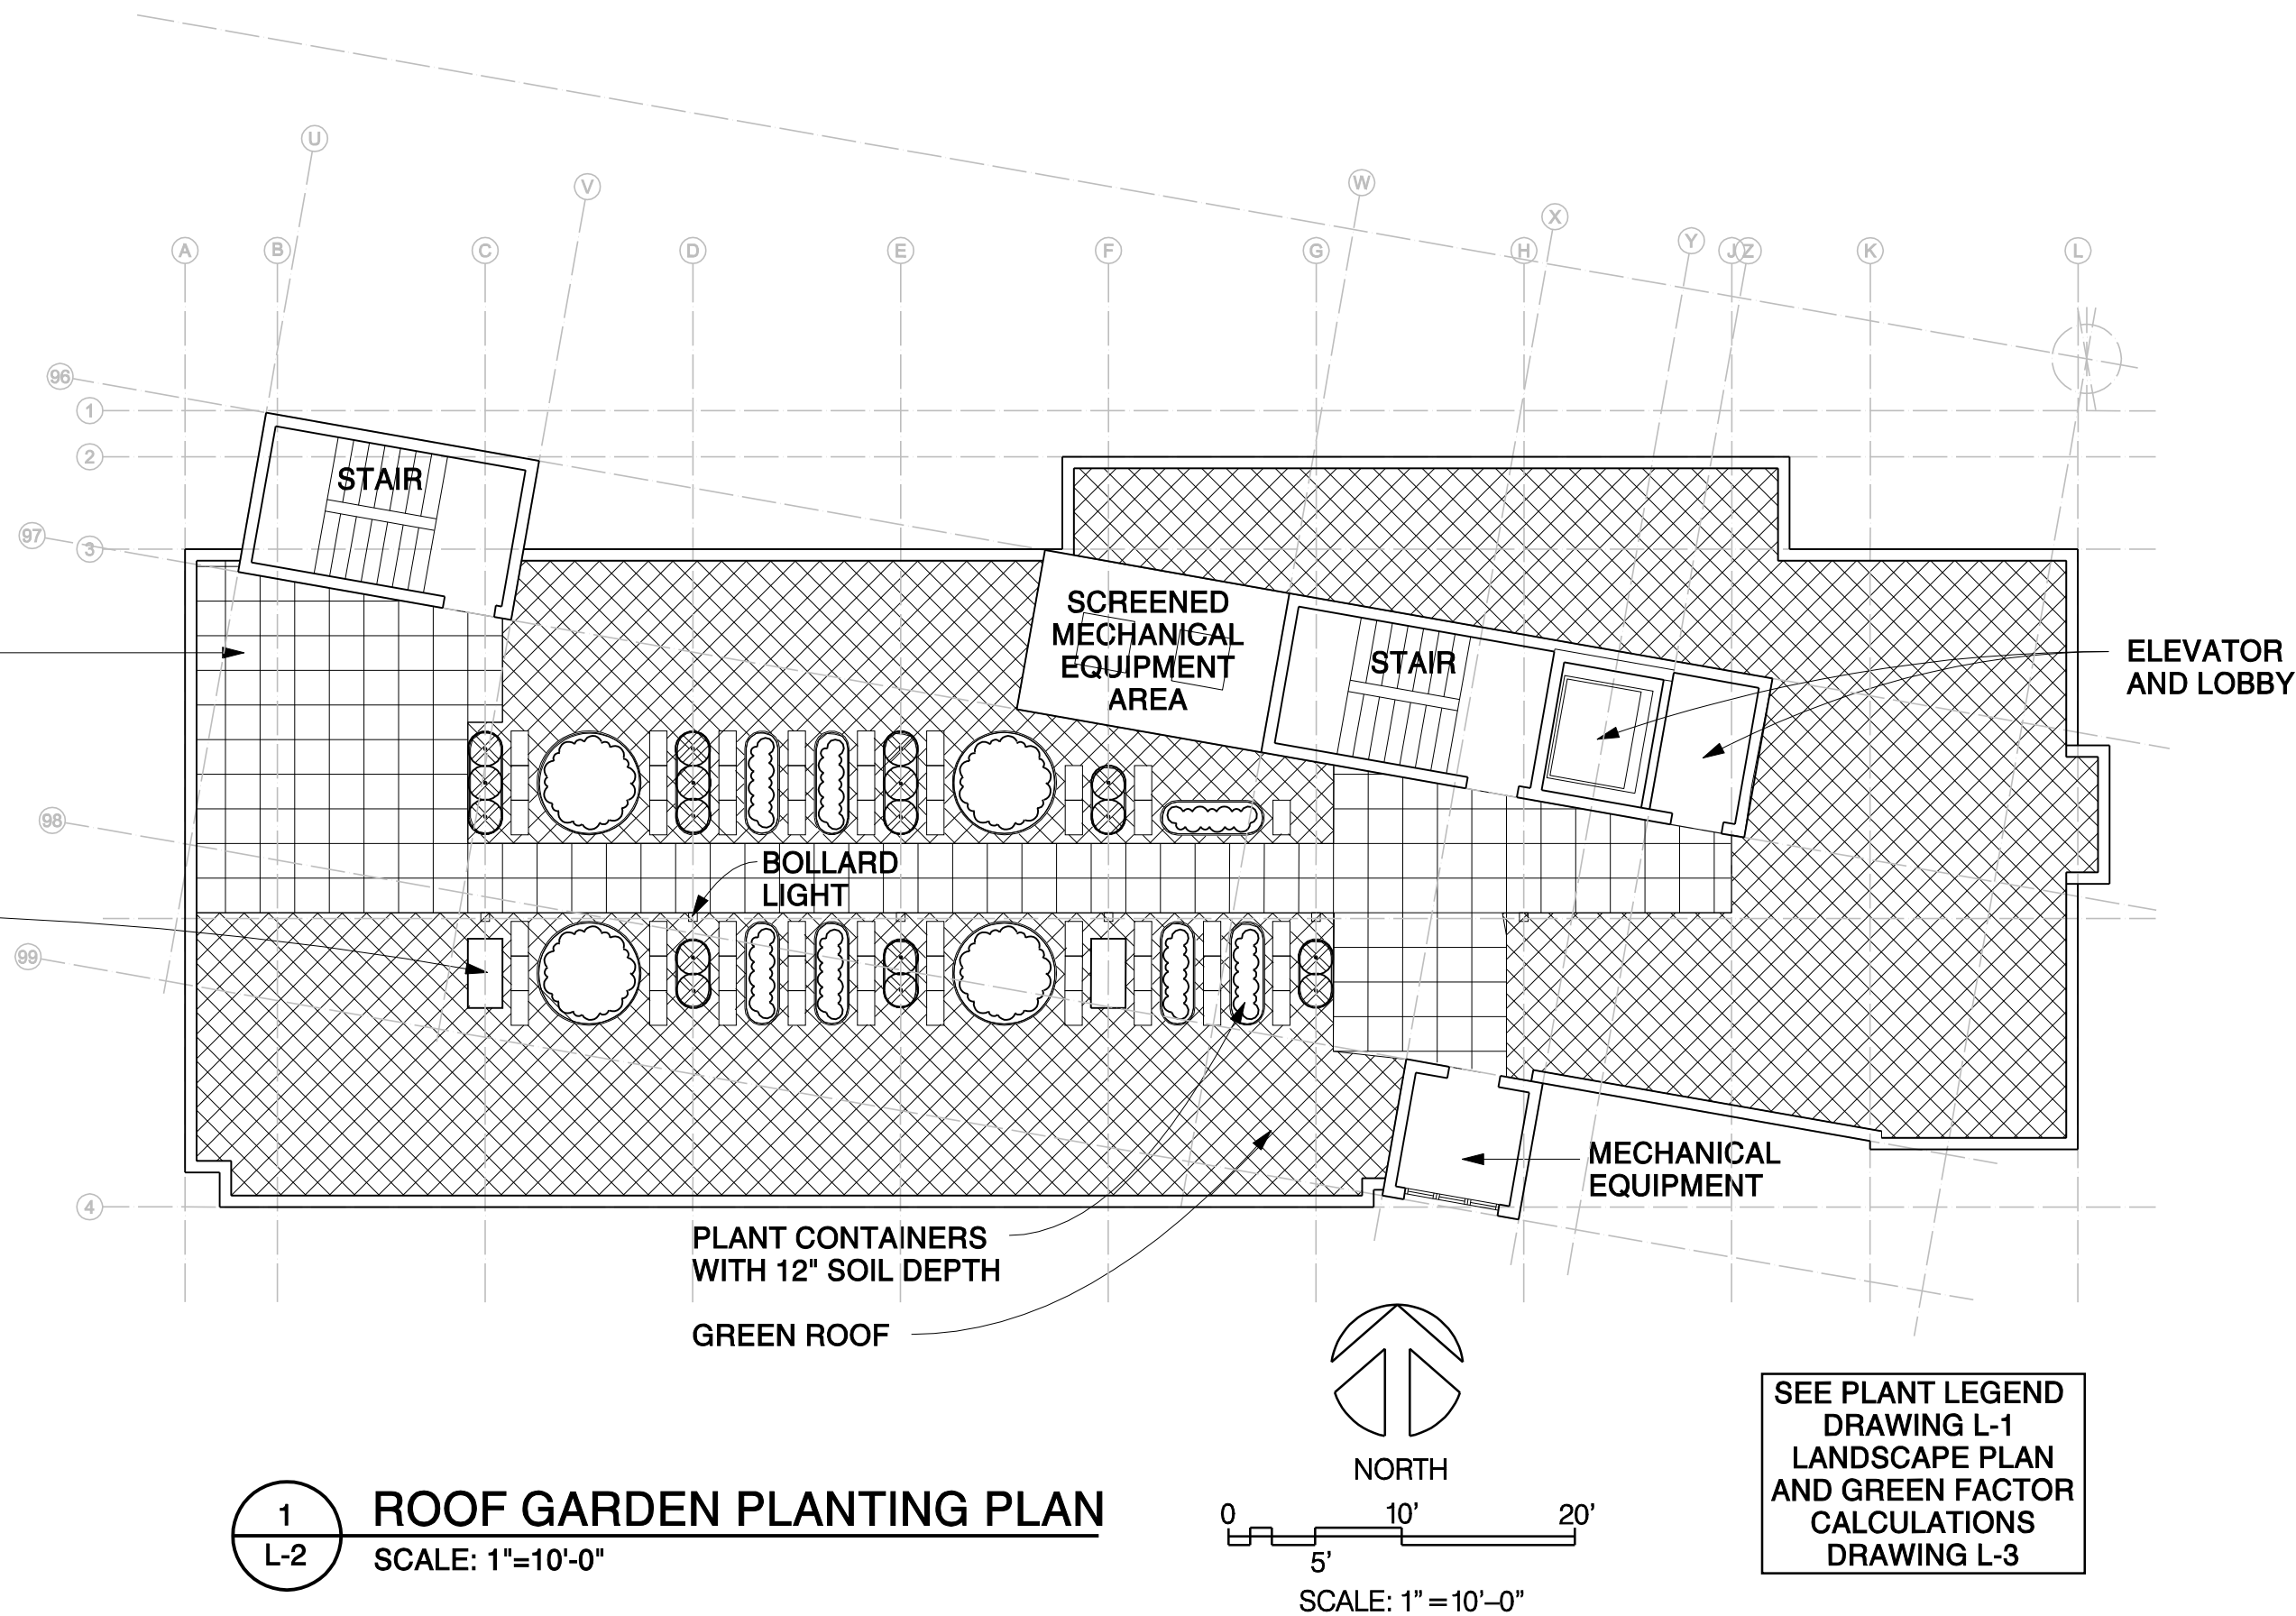 U
V
W
X
Y
A
B
C
D
E
F
G
H
J
Z
K
L
96
1
2
97
3
98
99
4
STAIR
SCREENED
MECHANICAL
EQUIPMENT
AREA
STAIR
ELEVATOR
AND LOBBY
BOLLARD
LIGHT
MECHANICAL
EQUIPMENT
PLANT CONTAINERS
WITH 12" SOIL DEPTH
GREEN ROOF
NORTH
0 10’ 20’
5’
SCALE: 1”=10’–0”
1
L-2
ROOF GARDEN PLANTING PLAN
SCALE: 1"=10'-0"
SEE PLANT LEGEND
DRAWING L-1
LANDSCAPE PLAN
AND GREEN FACTOR
CALCULATIONS
DRAWING L-3